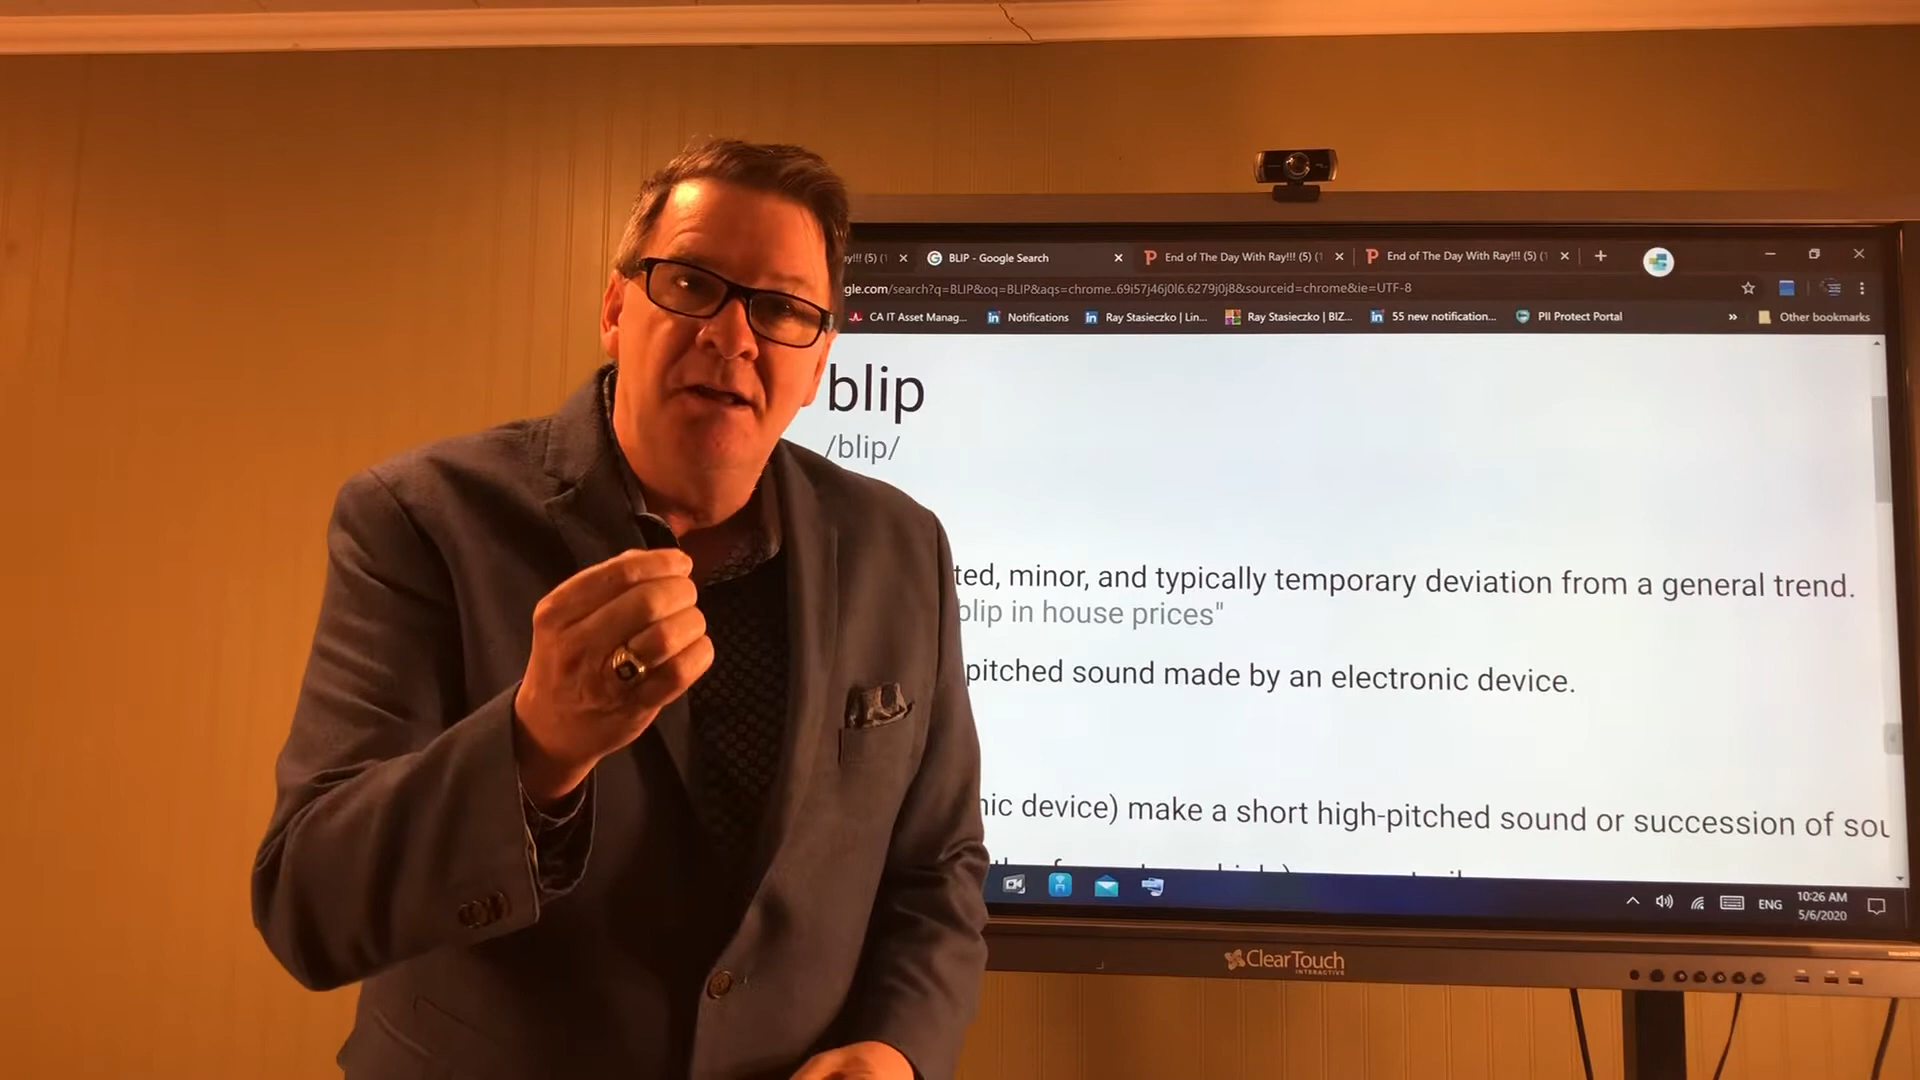 BLIP - Google Search
End of The Day With Ray!!! (5) (
End of The Day With Ray!!! (5) (
gle.com/search?q=BLIP&oq=BLIP&aqs=chrome..69i57j46j0l6.6279j0j8&sourceid=chrome&ie=UTF-8
CA IT Asset Manag...
Notifications
Ray Stasieczko | Lin...
Ray Stasieczko | BIZ...
55 new notification...
PII Protect Portal
»
Other bookmarks
blip
/blip/
ted, minor, and typically temporary deviation from a general trend.
blip in house prices"
pitched sound made by an electronic device.
nic device) make a short high-pitched sound or succession of sou
ENG
10:26 AM
5/6/2020
ClearTouch
INTERACTIVE